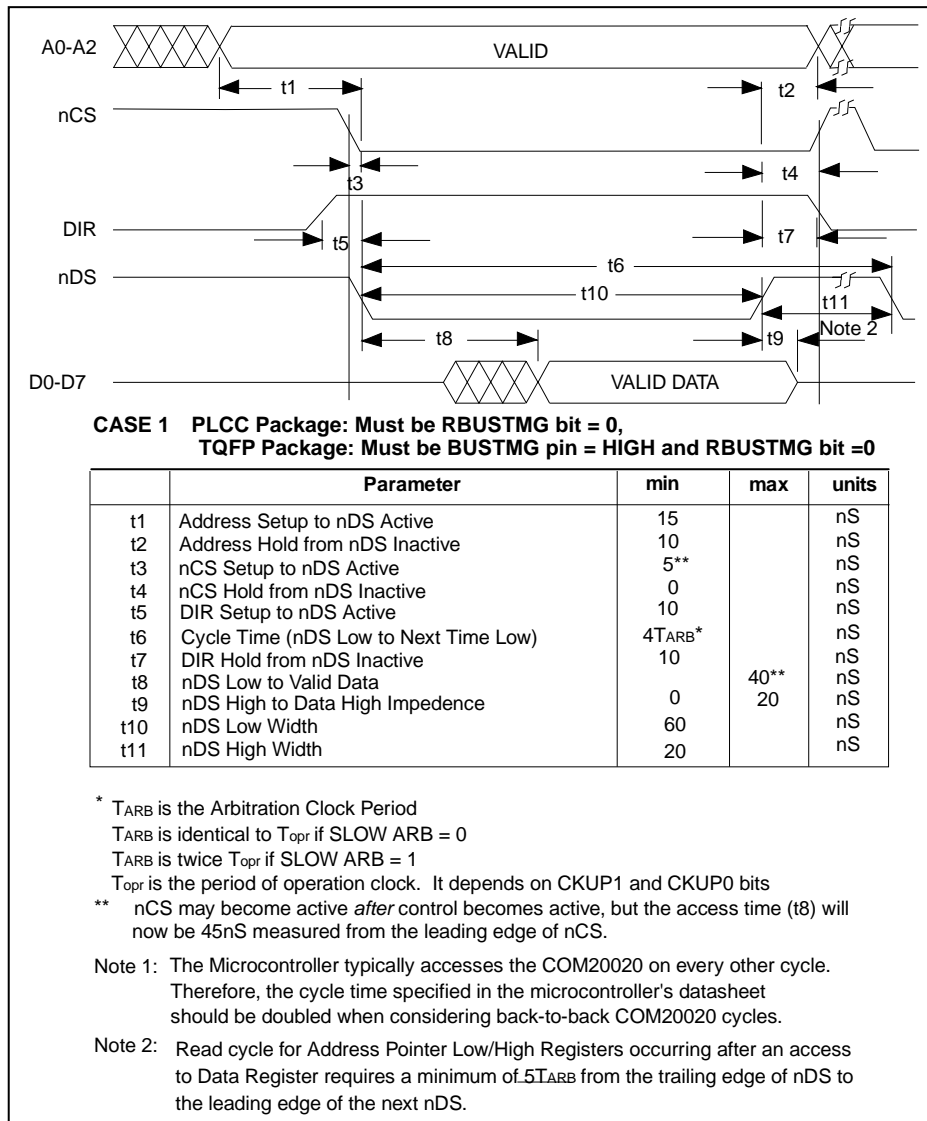 A0-A2
VALID
t1
t2
nCS
t3
t4
DIR
t5
t7
t6
nDS
t10
t11
Note 2
t8
t9
D0-D7
VALID DATA
CASE 1 PLCC Package: Must be RBUSTMG bit = 0,
TQFP Package: Must be BUSTMG pin = HIGH and RBUSTMG bit =0
Parameter min max units
t1 Address Setup to nDS Active 15 nS
t2 Address Hold from nDS Inactive 10 nS
t3 nCS Setup to nDS Active 5** nS
t4 nCS Hold from nDS Inactive 0 nS
t5 DIR Setup to nDS Active 10 nS
t6 Cycle Time (nDS Low to Next Time Low) 4TARB* nS
t7 DIR Hold from nDS Inactive 10 nS
t8 nDS Low to Valid Data 40** nS
t9 nDS High to Data High Impedence 0 20 nS
t10 nDS Low Width 60 nS
t11 nDS High Width 20 nS
* TARB is the Arbitration Clock Period
TARB is identical to Topr if SLOW ARB = 0
TARB is twice Topr if SLOW ARB = 1
Topr is the period of operation clock. It depends on CKUP1 and CKUP0 bits
** nCS may become active after control becomes active, but the access time (t8) will
now be 45nS measured from the leading edge of nCS.
Note 1: The Microcontroller typically accesses the COM20020 on every other cycle.
Therefore, the cycle time specified in the microcontroller's datasheet
should be doubled when considering back-to-back COM20020 cycles.
Note 2: Read cycle for Address Pointer Low/High Registers occurring after an access
to Data Register requires a minimum of 5TARB from the trailing edge of nDS to
the leading edge of the next nDS.